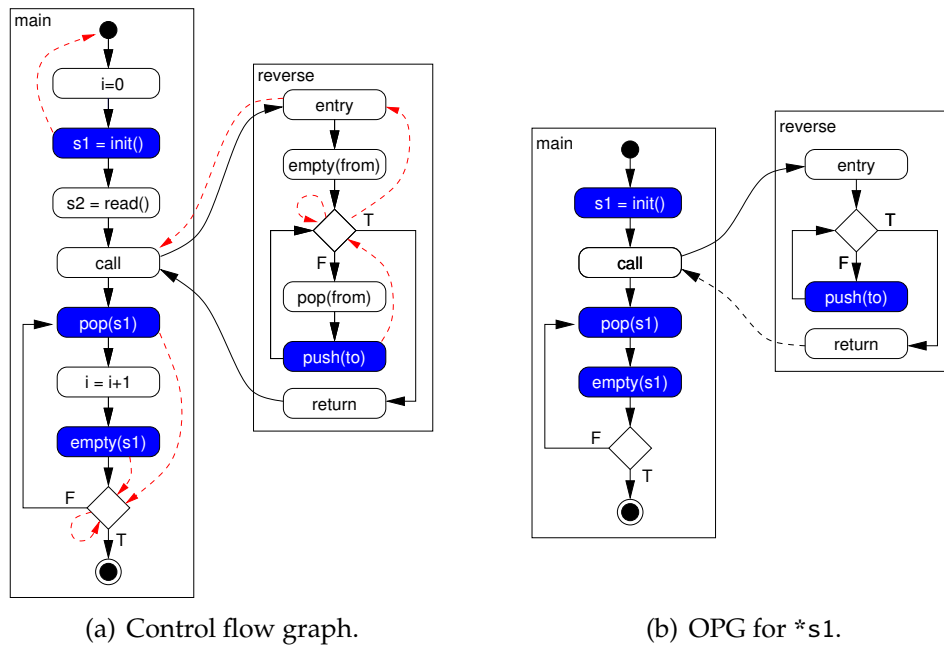 main
i=0
s1 = init()
s2 = read()
call
pop(s1)
i = i+1
empty(s1)
F
T
reverse
entry
empty(from)
T
F
pop(from)
push(to)
return
(a) Control flow graph.
main
s1 = init()
call
pop(s1)
empty(s1)
F
T
reverse
entry
T
F
push(to)
return
(b) OPG for *s1.